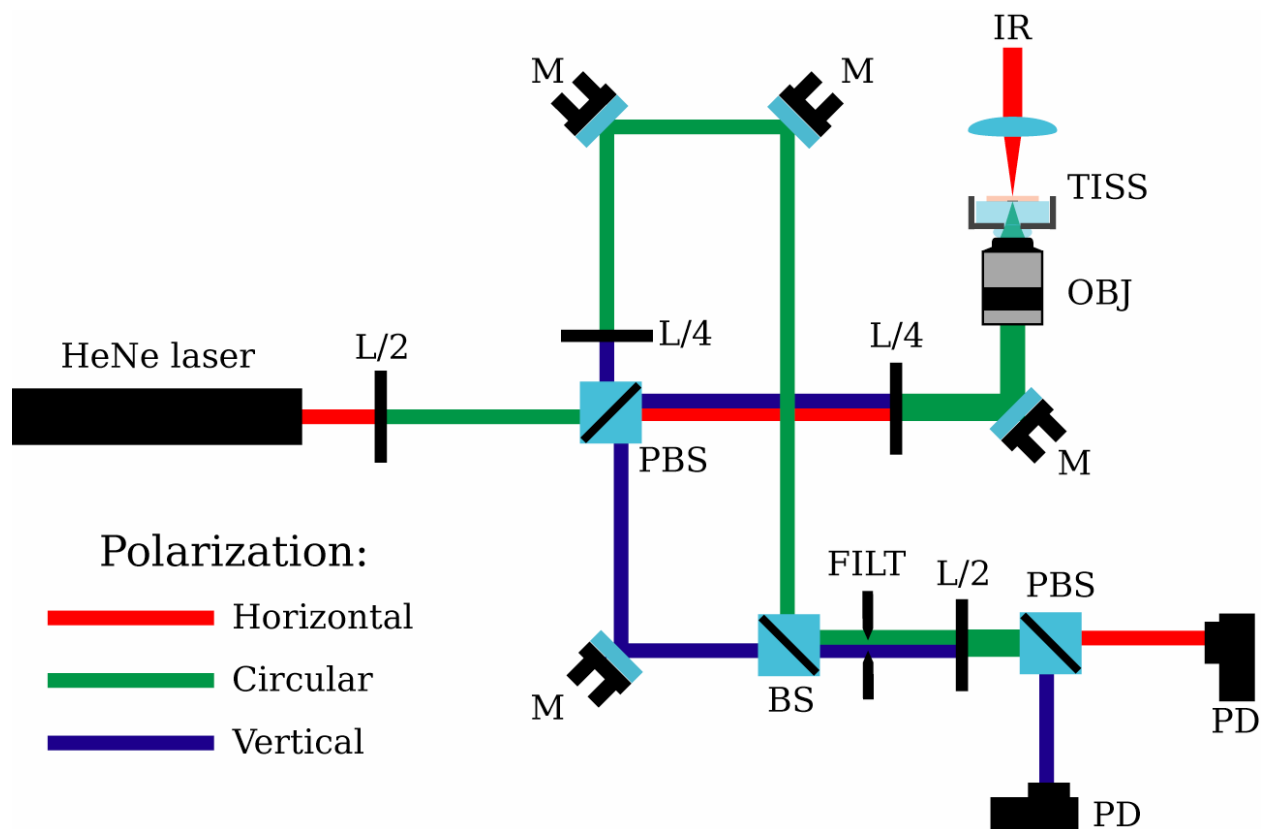 IR
M
M
TISS
OBJ
L/4
L/4
HeNe laser
L/2
PBS
M
Polarization:
Horizontal
Circular
Vertical
FILT
L/2
PBS
BS
M
PD
PD